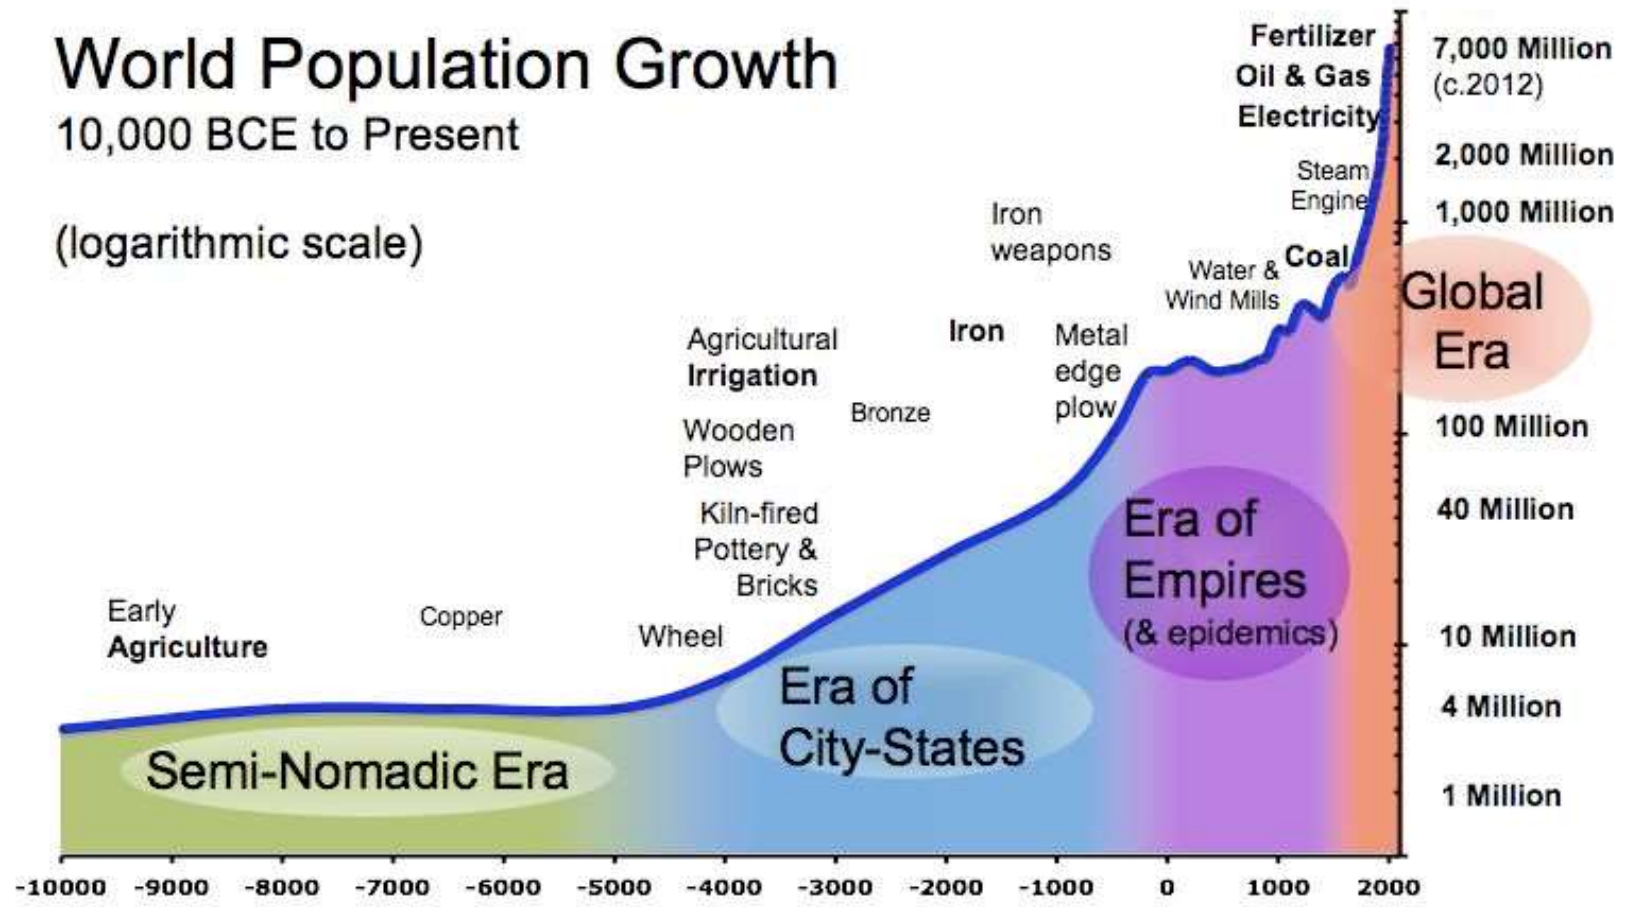 World Population Growth
10,000 BCE to Present
(logarithmic scale)
Fertilizer
Oil & Gas
Electricity
Steam
Engine
Coal
Water &
Wind Mills
Iron
weapons
Iron
Metal
edge
plow
Agricultural
Irrigation
Bronze
Wooden
Plows
Kiln-fired
Pottery &
Bricks
Wheel
Copper
Early
Agriculture
Semi-Nomadic Era
Era of
City-States
Era of
Empires
(& epidemics)
Global
Era
7,000 Million
(c.2012)
2,000 Million
1,000 Million
100 Million
40 Million
10 Million
4 Million
1 Million
-10000 -9000 -8000 -7000 -6000 -5000 -4000 -3000 -2000 -1000 0 1000 2000